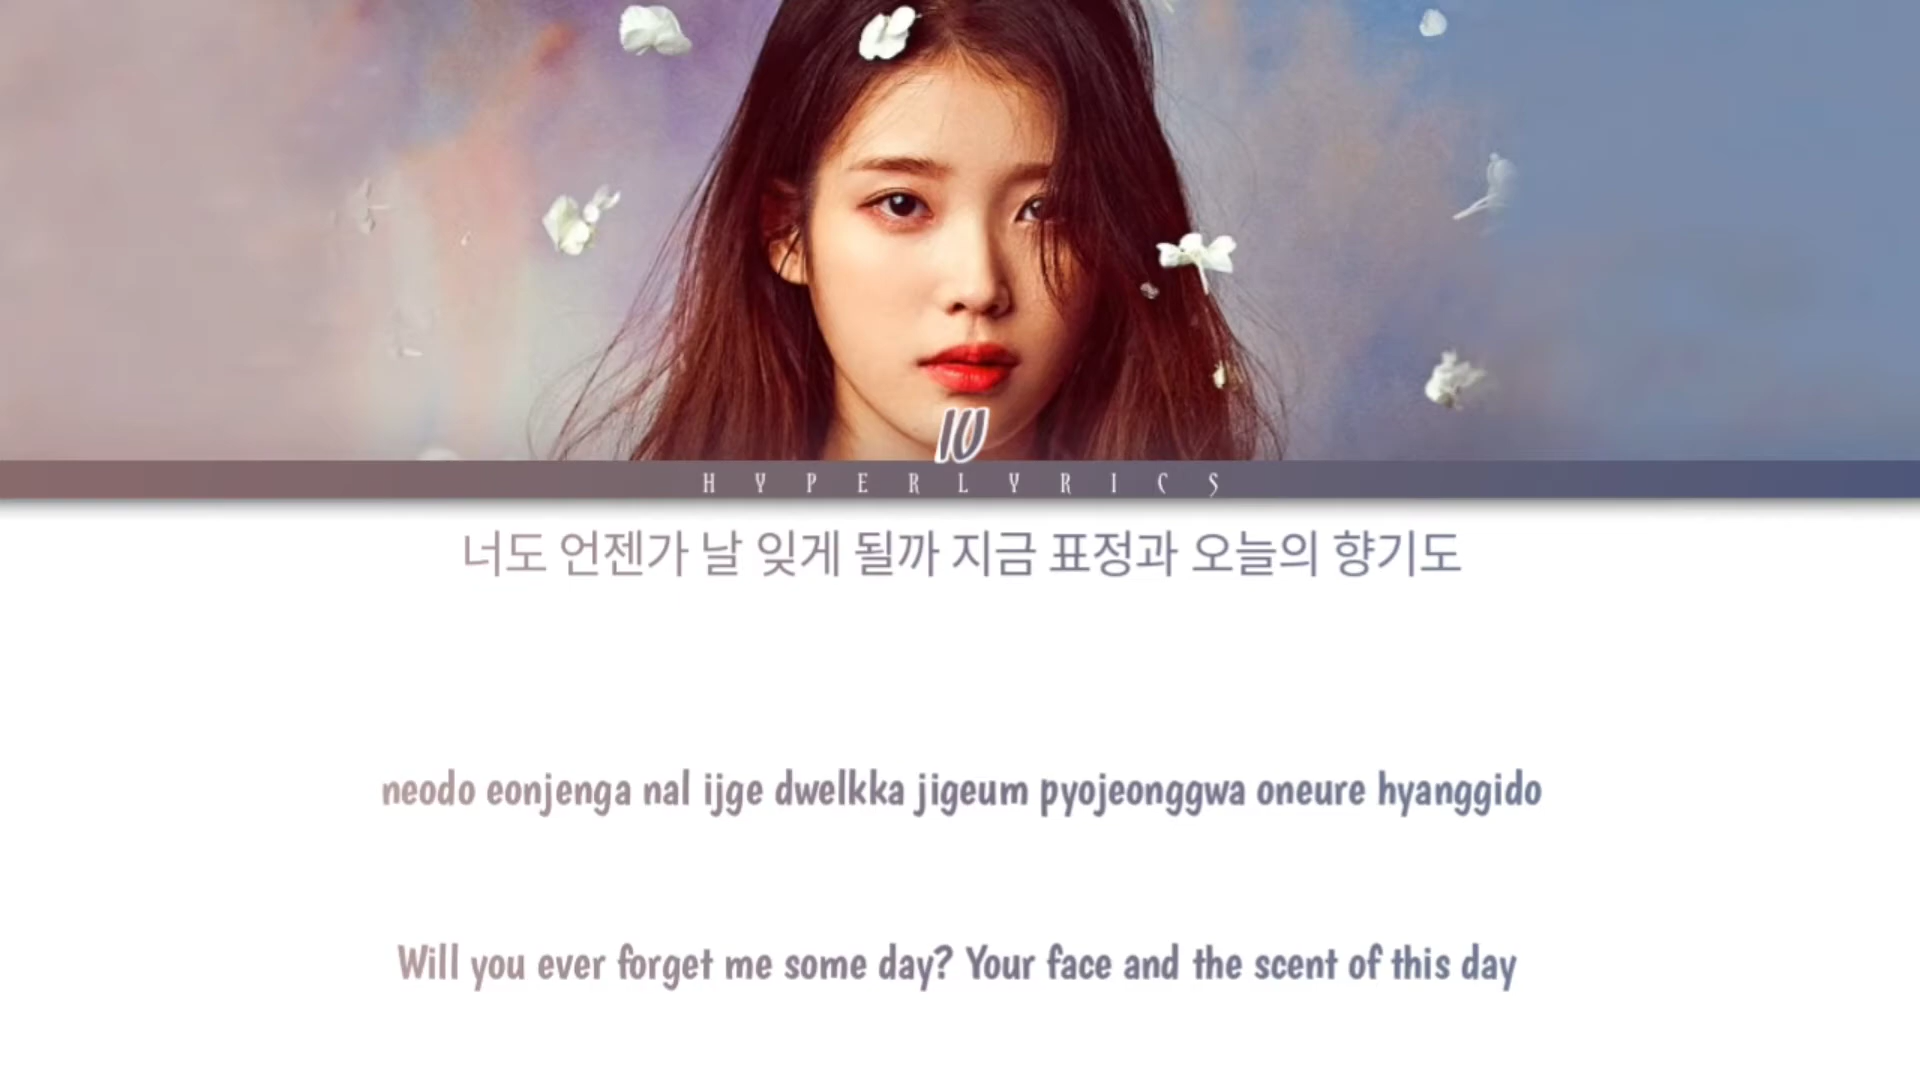 IU
HYPERLYRICS
너도 언젠가 날 잊게 될까 지금 표정과 오늘의 향기도
neodo eonjenga nal ijge dwelkka jigeum pyojeonggwa oneure hyanggido
Will you ever forget me some day? Your face and the scent of this day